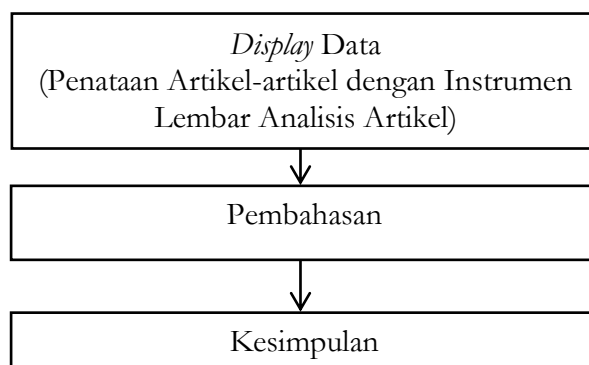 Display Data
(Penataan Artikel-artikel dengan Instrumen
Lembar Analisis Artikel)
Pembahasan
Kesimpulan